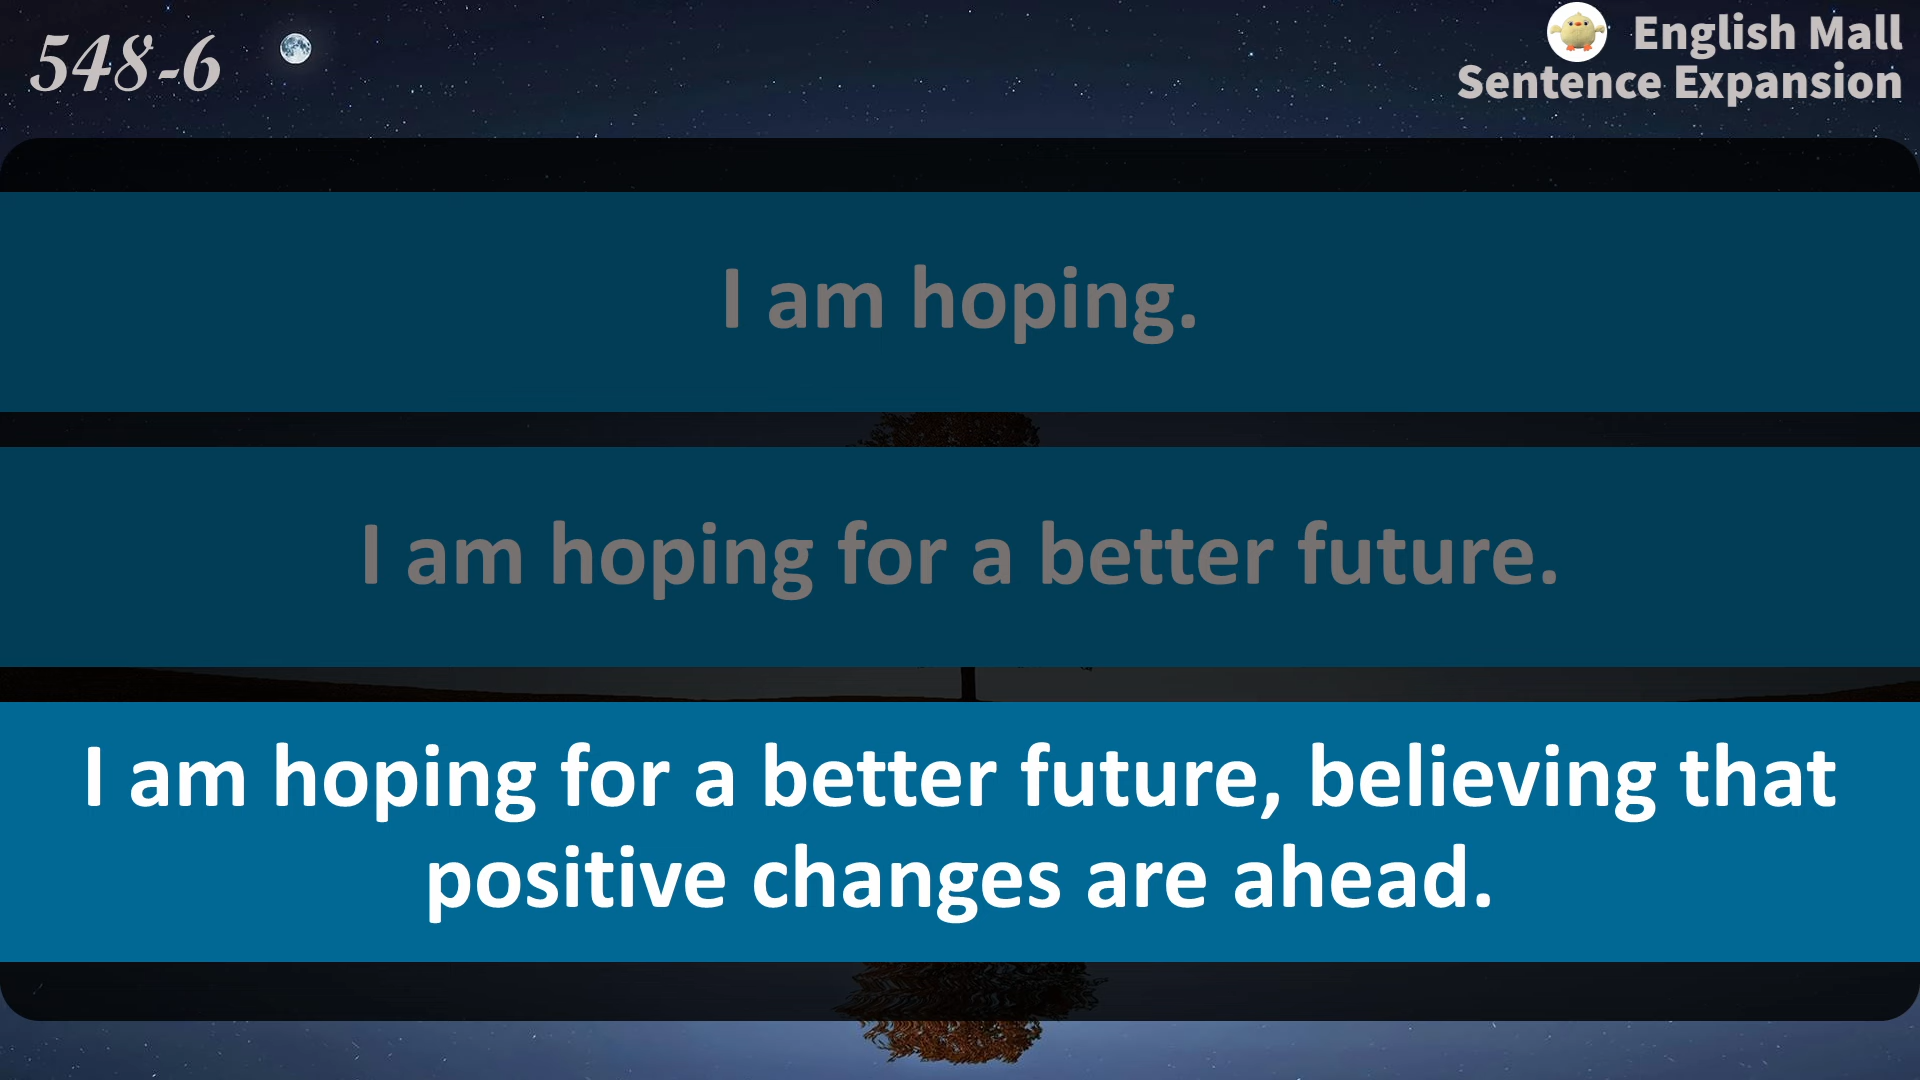 548-6
English Mall
Sentence Expansion
I am hoping.
I am hoping for a better future.
I am hoping for a better future, believing that
positive changes are ahead.